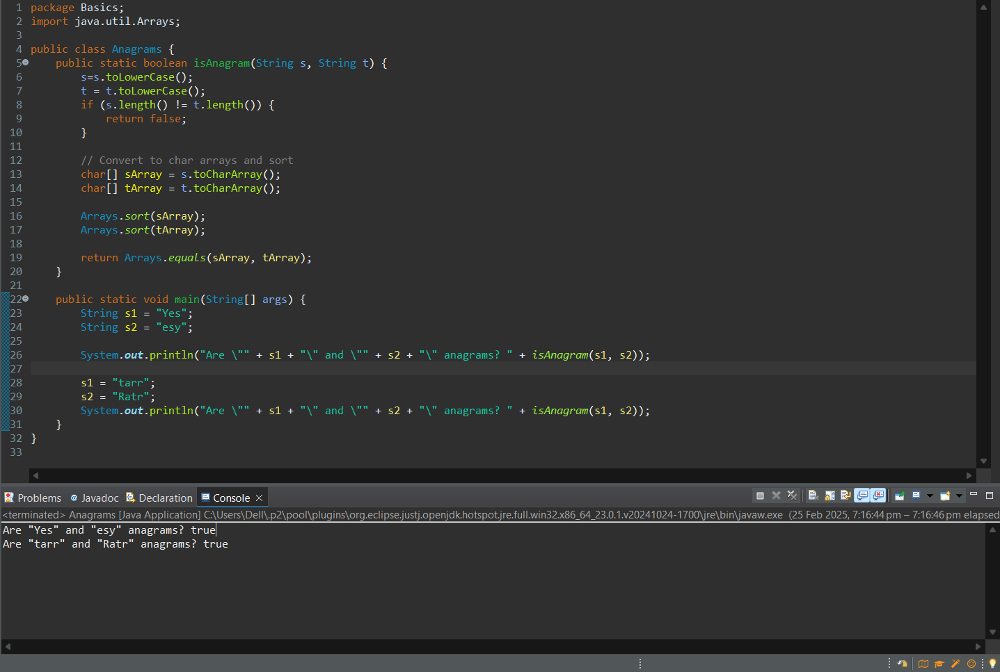 1 package Basics;
2 import java.util.Arrays;
3
4 public class Anagrams {
5 public static boolean isAnagram(String s, String t) {
6 s=s.toLowerCase();
7 t = t.toLowerCase();
8 if (s.length() != t.length()) {
9 return false;
10 }
11
12 // Convert to char arrays and sort
13 char[] sArray = s.toCharArray();
14 char[] tArray = t.toCharArray();
15
16 Arrays.sort(sArray);
17 Arrays.sort(tArray);
18
19 return Arrays.equals(sArray, tArray);
20 }
21
22 public static void main(String[] args) {
23 String s1 = "Yes";
24 String s2 = "esy";
25
26 System.out.println("Are \"" + s1 + "\" and \"" + s2 + "\" anagrams? " + isAnagram(s1, s2));
27
28 s1 = "tarr";
29 s2 = "Ratr";
30 System.out.println("Are \"" + s1 + "\" and \"" + s2 + "\" anagrams? " + isAnagram(s1, s2));
31 }
32 }
33
Problems @ Javadoc Declaration Console
<terminated> Anagrams [Java Application] C:\Users\Dell\.p2\pool\plugins\org.eclipse.justj.openjdk.hotspot.jre.full.win32.x86_64_23.0.1.v20241024-1700\jre\bin\javaw.exe (25 Feb 2025, 7:16:44 pm – 7:16:46 pm elapsed
Are "Yes" and "esy" anagrams? true
Are "tarr" and "Ratr" anagrams? true